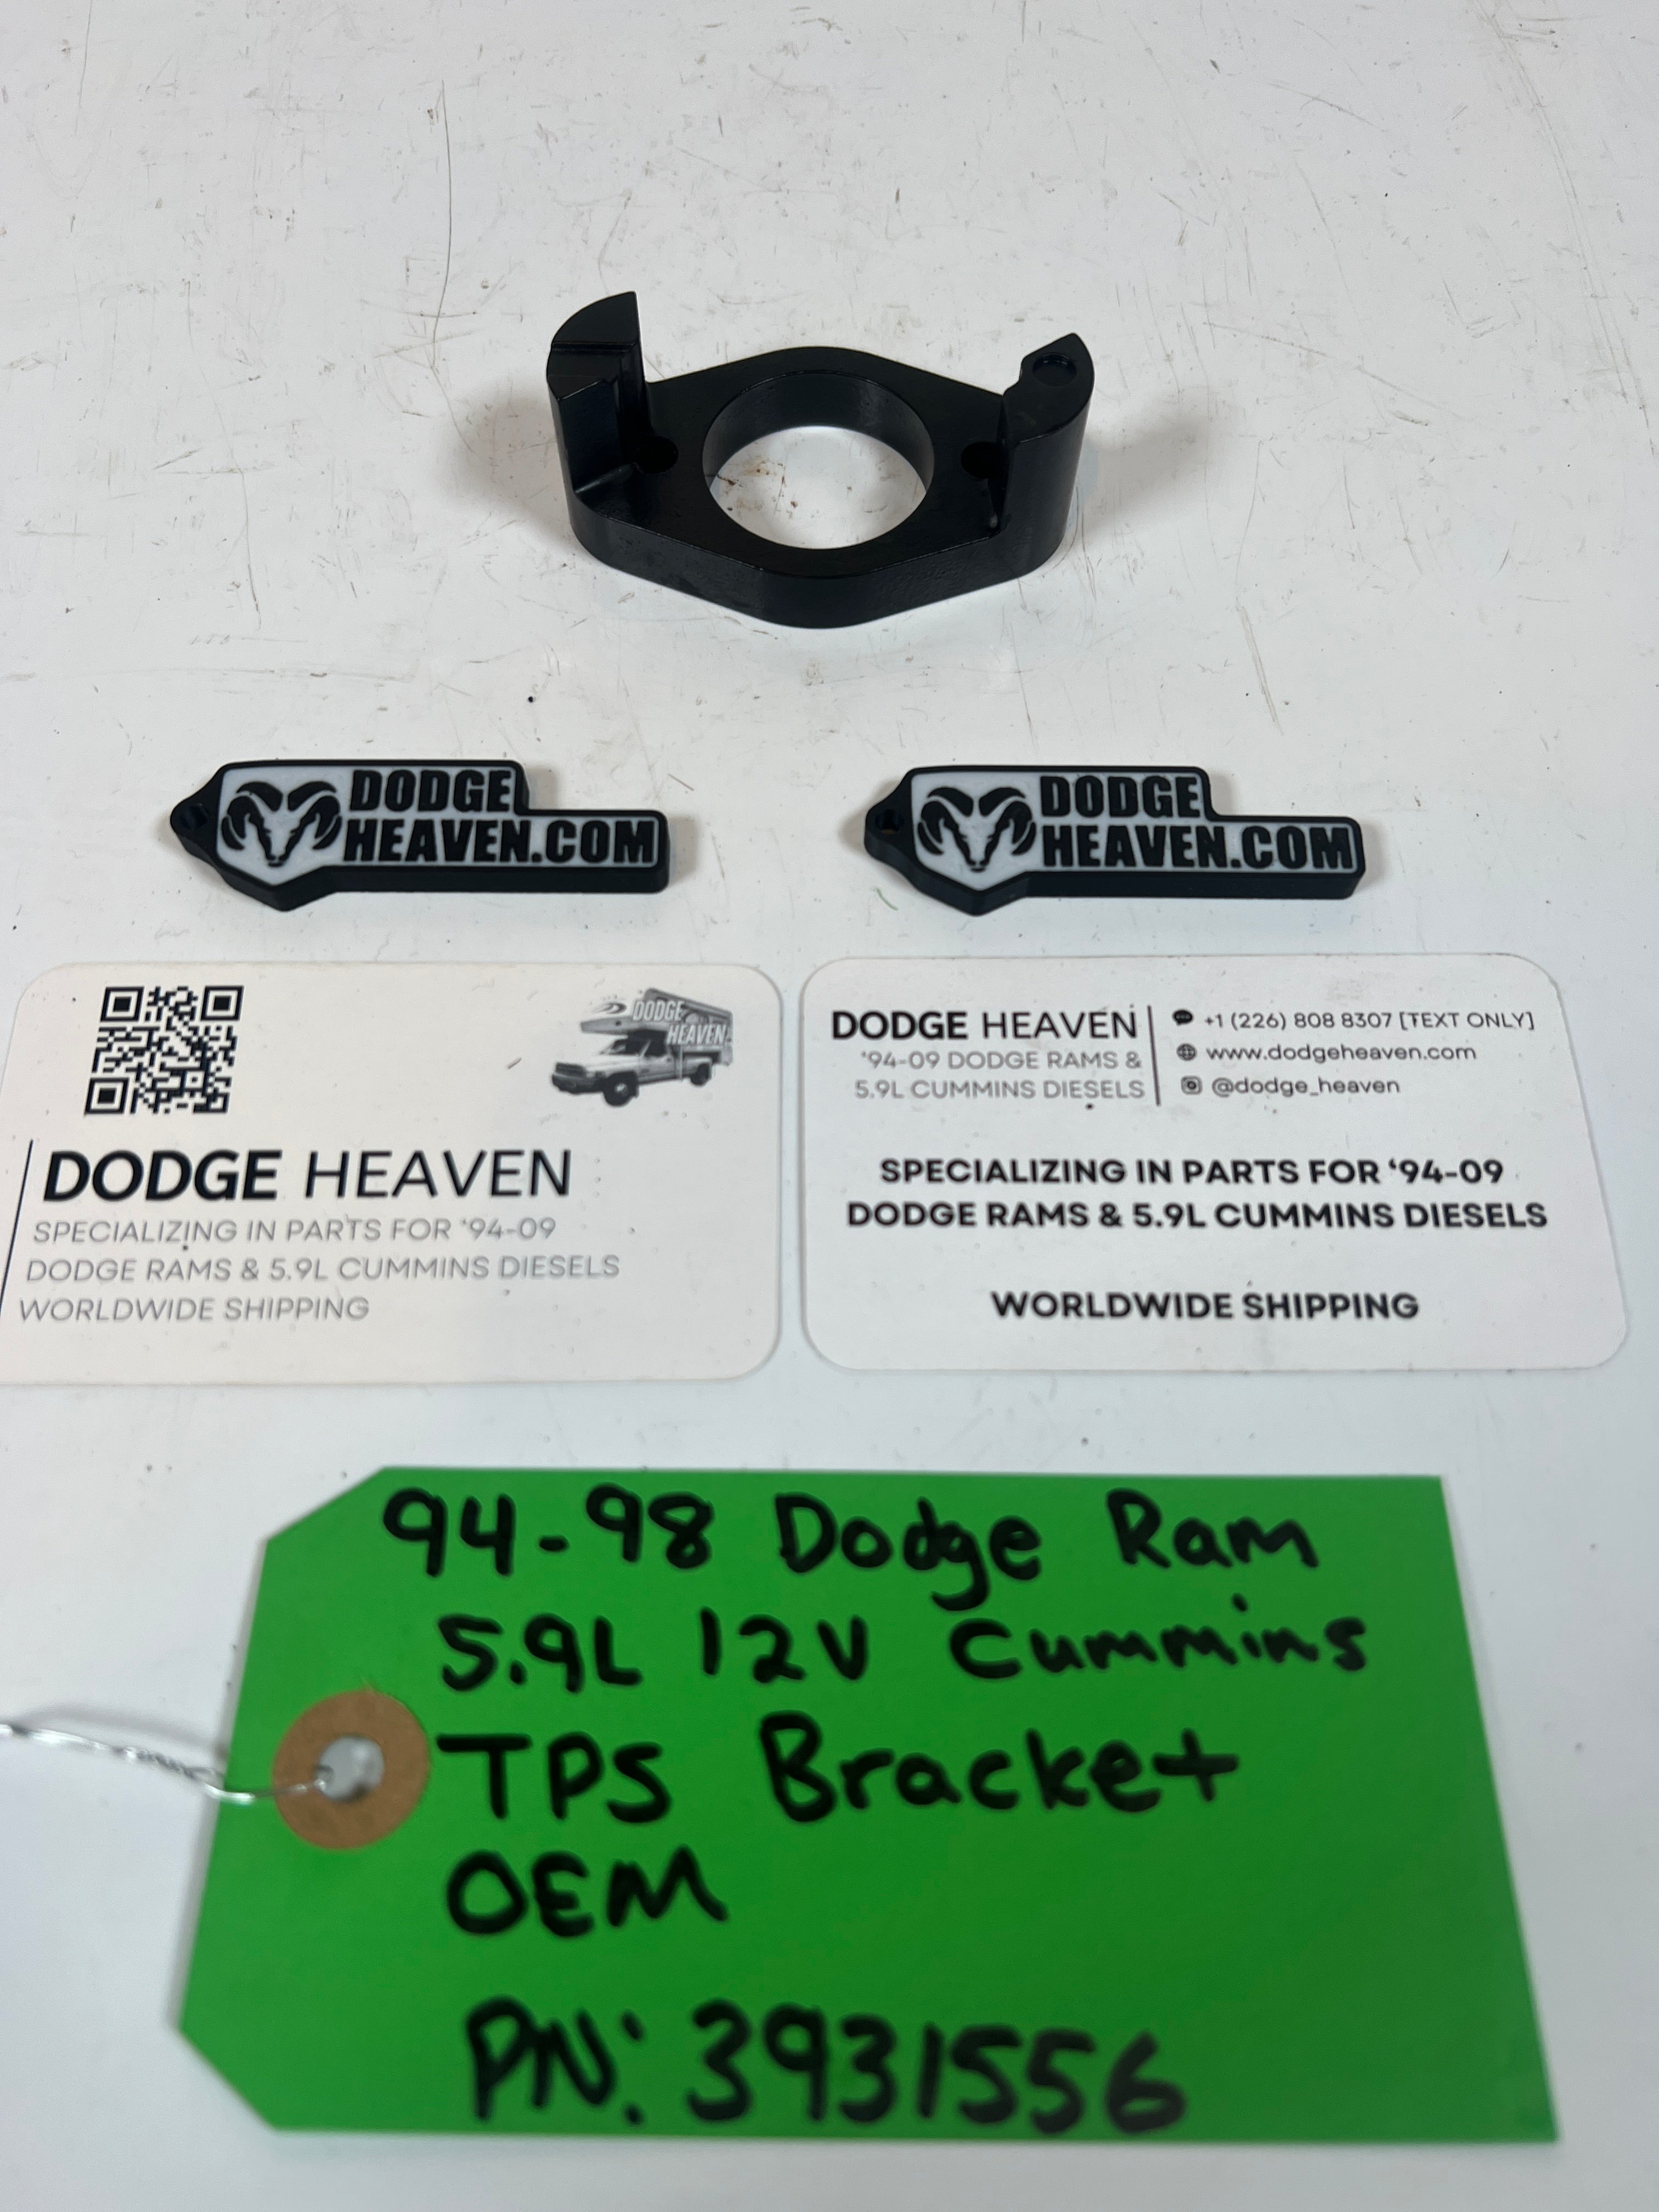 DODGE
HEAVEN.COM
DODGE
HEAVEN.COM
DODGE
HEAVEN
DODGE HEAVEN
SPECIALIZING IN PARTS FOR ‘94-09
DODGE RAMS & 5.9L CUMMINS DIESELS
WORLDWIDE SHIPPING
DODGE HEAVEN
‘94-09 DODGE RAMS &
5.9L CUMMINS DIESELS
+1 (226) 808 8307 [TEXT ONLY]
www.dodgeheaven.com
@dodge_heaven
SPECIALIZING IN PARTS FOR ‘94-09
DODGE RAMS & 5.9L CUMMINS DIESELS
WORLDWIDE SHIPPING
94-98 Dodge Ram
5.9L 12V Cummins
TPS Bracket
OEM
PN: 3931556